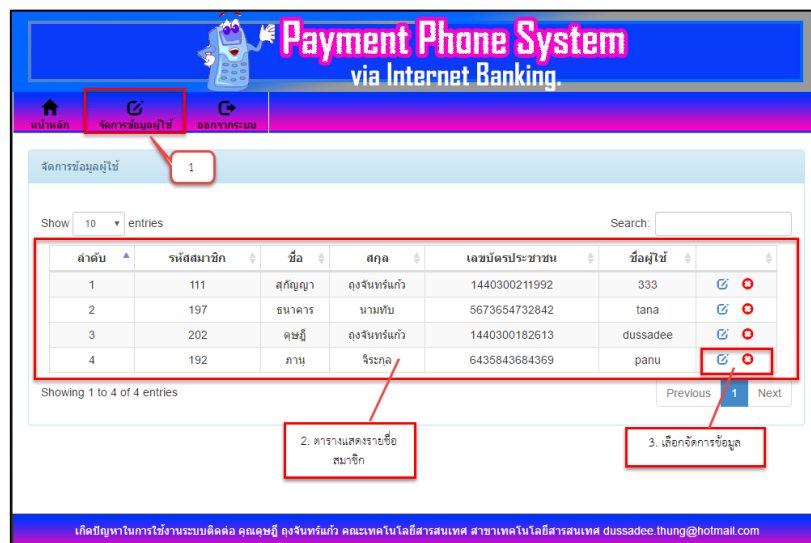 Payment Phone System
via Internet Banking.
หน้าหลัก จัดการข้อมูลผู้ใช้ ออกจากระบบ
1
จัดการข้อมูลผู้ใช้
Show 10 entries Search:
ลำดับ รหัสสมาชิก ชื่อ สกุล เลขบัตรประชาชน ชื่อผู้ใช้
1 111 สุกัญญา ถุงจันทร์แก้ว 1440300211992 333
2 197 ธนาคาร นามทับ 5673654732842 tana
3 202 ดุษฎี ถุงจันทร์แก้ว 1440300182613 dussadee
4 192 ภานุ จิระกุล 6435843684369 panu
Showing 1 to 4 of 4 entries Previous 1 Next
2. ตารางแสดงรายชื่อ
สมาชิก
3. เลือกจัดการข้อมูล
เกิดปัญหาในการใช้งานระบบติดต่อ คุณดุษฎี ถุงจันทร์แก้ว คณะเทคโนโลยีสารสนเทศ สาขาเทคโนโลยีสารสนเทศ dussadee.thung@hotmail.com